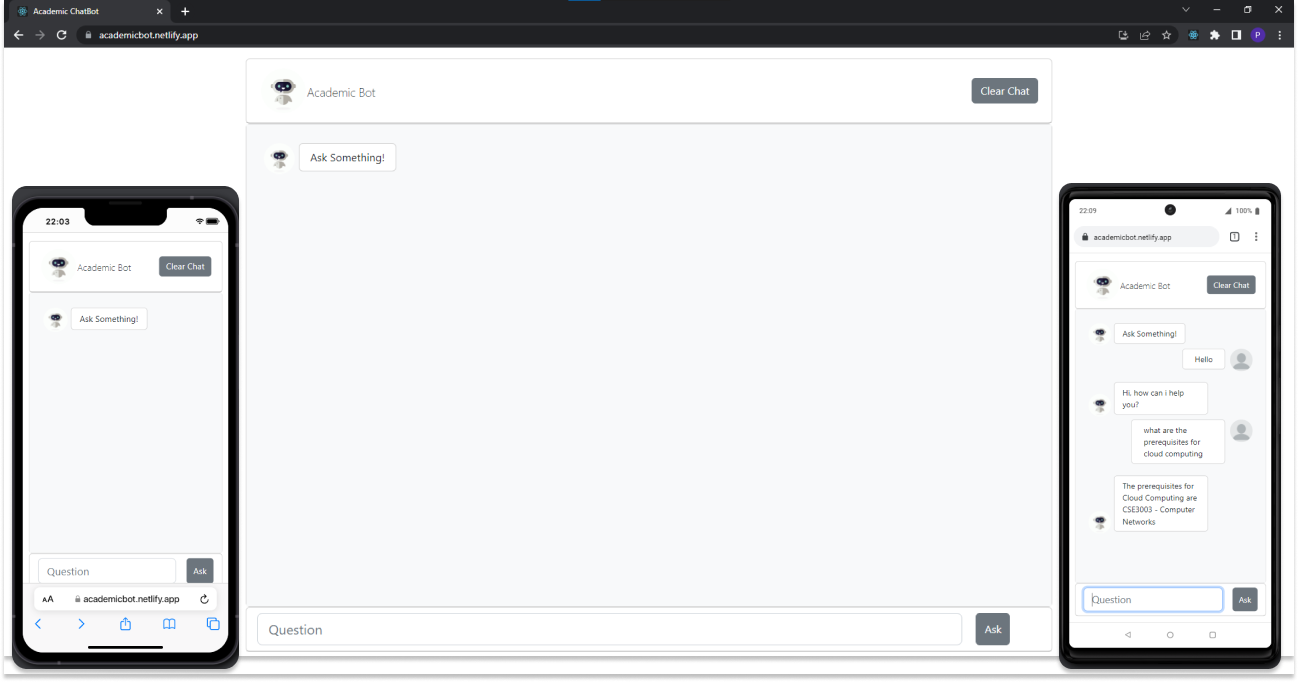 Academic ChatBot
academicbot.netlify.app
P
Academic Bot
Clear Chat
Ask Something!
Question
Ask
22:03
Academic Bot
Clear Chat
Ask Something!
Question
Ask
AA
academicbot.netlify.app
22:09
100%
academicbot.netlify.app
1
Academic Bot
Clear Chat
Ask Something!
Hello
Hi, how can i help
you?
what are the
prerequisites for
cloud computing
The prerequisites for
Cloud Computing are
CSE3003 - Computer
Networks
Question
Ask